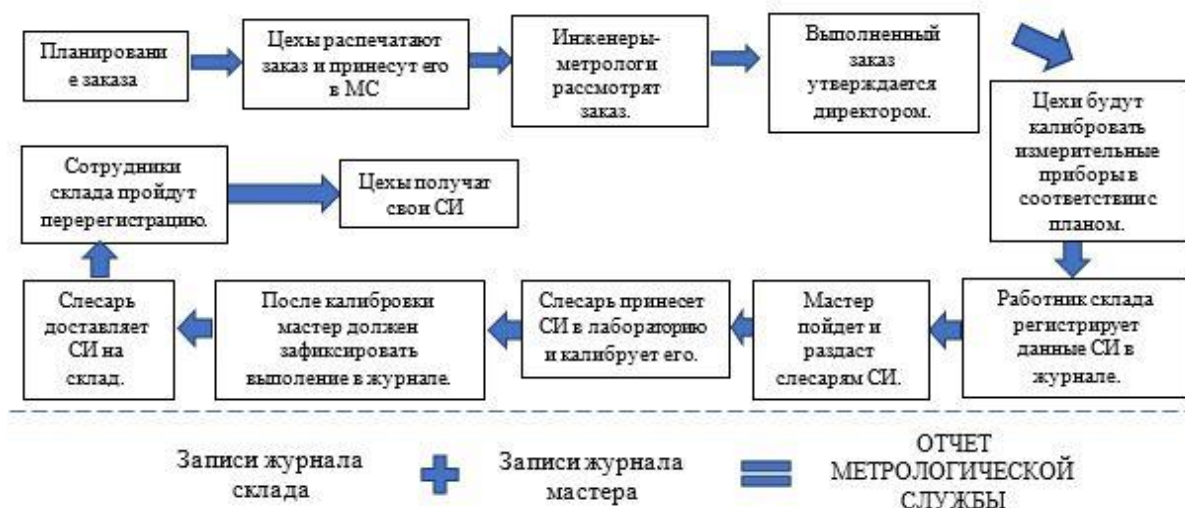 Планировани
е заказа
Цехы распечатают
заказ и принесут его
в МС
Инженеры-
метрологи
рассмотрят
заказ.
Выполненный
заказ
утверждается
директором.
Цехи будут
калибровать
измерительные
приборы в
соответствии с
планом.
Работник склада
регистрирует
данные СИ в
журнале.
Мастер
пойдет и
раздаст
слесарям СИ.
Слесарь принесет
СИ в лабораторию
и калибрует его.
После калибровки
мастер должен
зафиксировать
выполение в журнале.
Слесарь
доставляет
СИ на
склад.
Сотрудники
склада пройдут
перерегистрацию.
Цехы получат
свои СИ
Записи журнала
склада
Записи журнала
мастера
ОТЧЕТ
МЕТРОЛОГИЧЕСКОЙ
СЛУЖБЫ